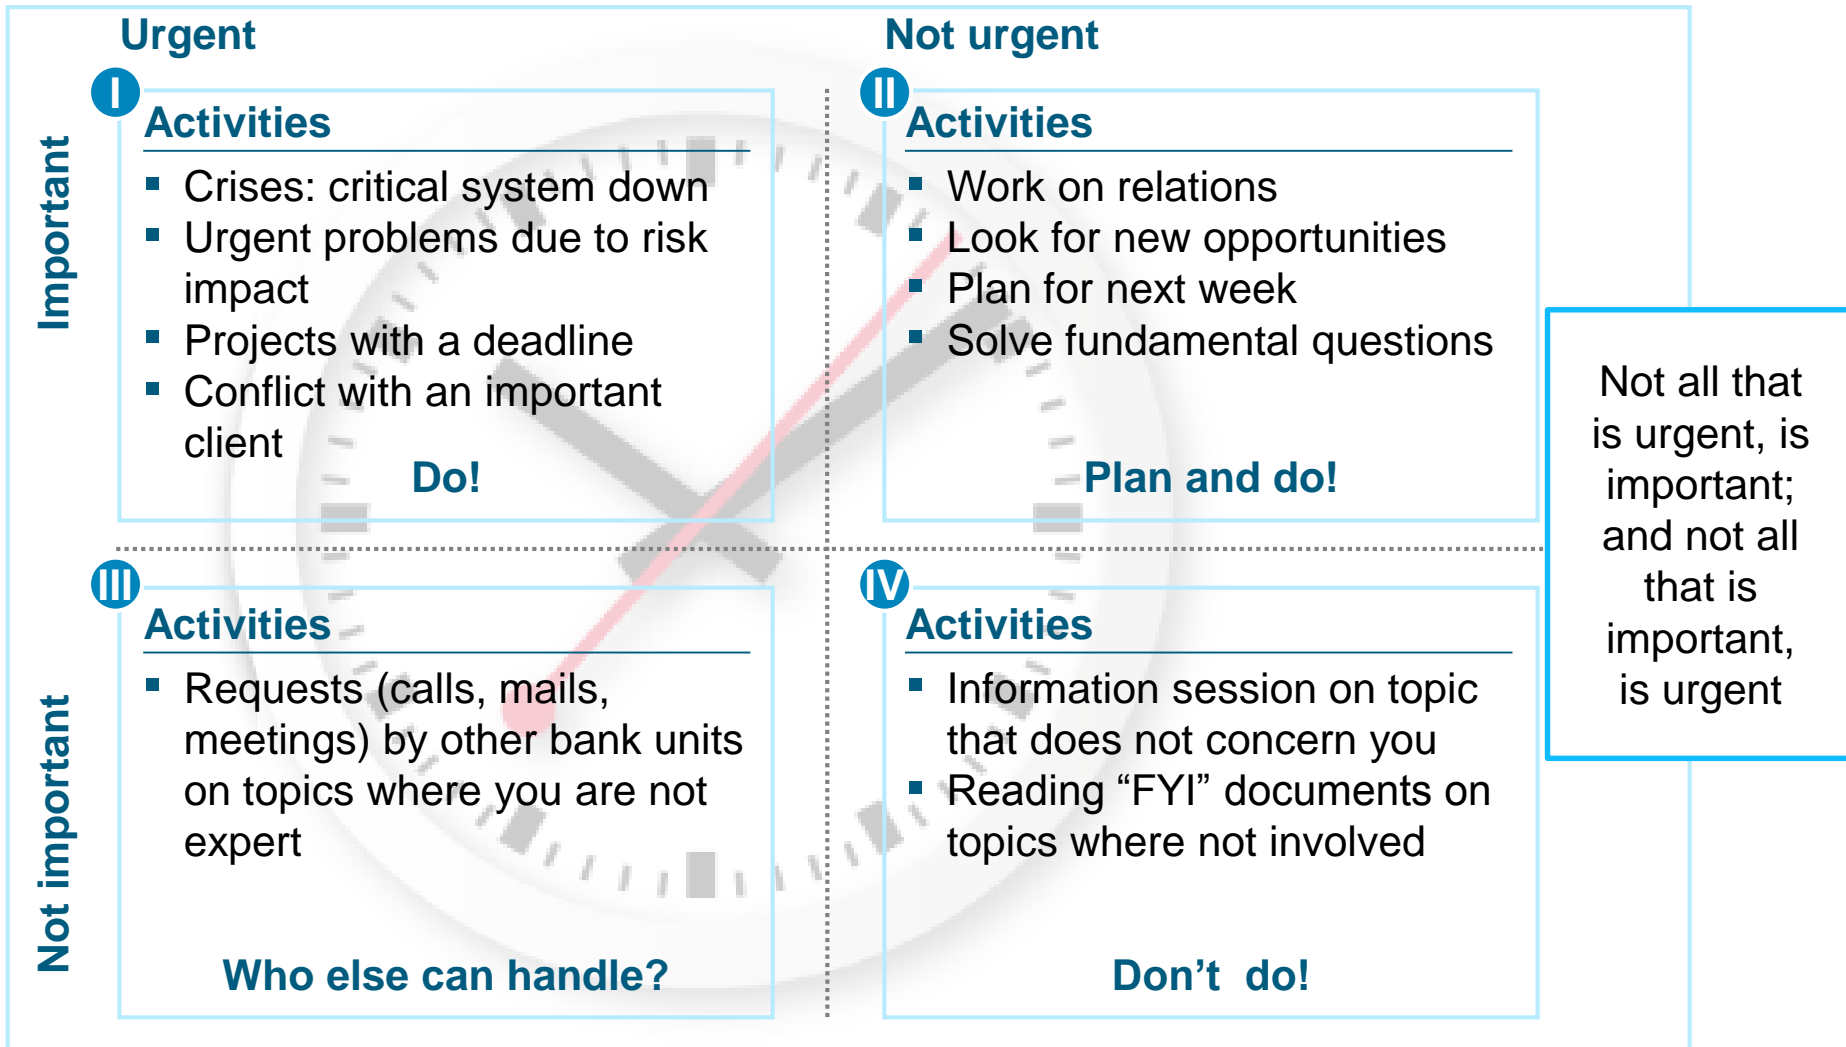 Urgent
Not urgent
Important
I
Activities
▪ Crises: critical system down
▪ Urgent problems due to risk
impact
▪ Projects with a deadline
▪ Conflict with an important
client
Do!
II
Activities
▪ Work on relations
▪ Look for new opportunities
▪ Plan for next week
▪ Solve fundamental questions
Plan and do!
Not important
III
Activities
▪ Requests (calls, mails,
meetings) by other bank units
on topics where you are not
expert
Who else can handle?
IV
Activities
▪ Information session on topic
that does not concern you
▪ Reading “FYI” documents on
topics where not involved
Don’t do!
Not all that
is urgent, is
important;
and not all
that is
important,
is urgent